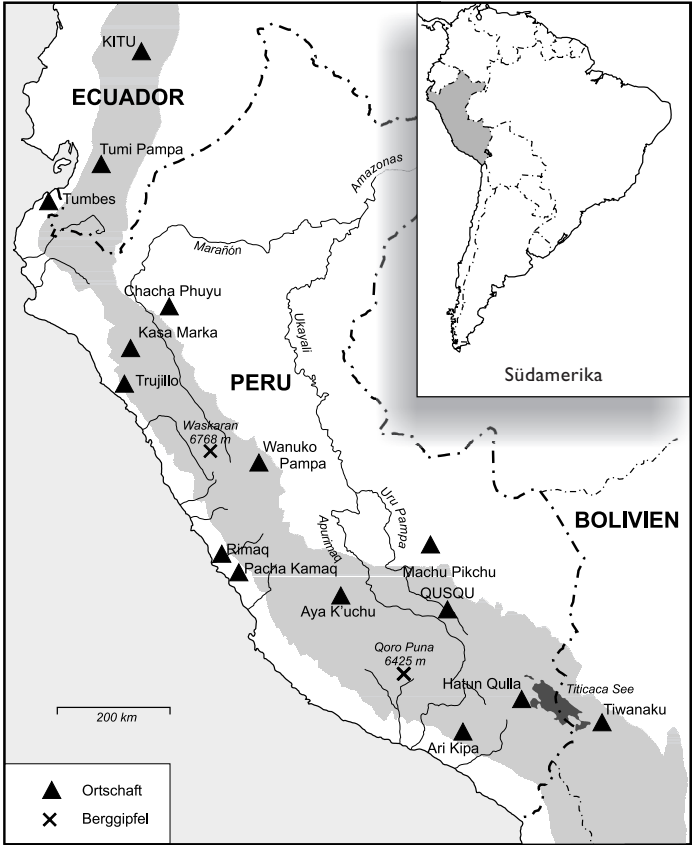 KITU
ECUADOR
Tumi Pampa
Tumbes
Amazonas
Marañón
Chacha Phuyu
Ukayali
Kasa Marka
Trujillo
PERU
Südamerika
Waskaran
6768 m
Wanuko
Pampa
Uru Pampa
Apurimaq
BOLIVIEN
Rimaq
Pacha Kamaq
Machu Pikchu
QUSQU
Aya K'uchu
Qoro Puna
6425 m
Hatun Qulla
Titicaca See
Tiwanaku
200 km
Ari Kipa
Ortschaft
Berggipfel